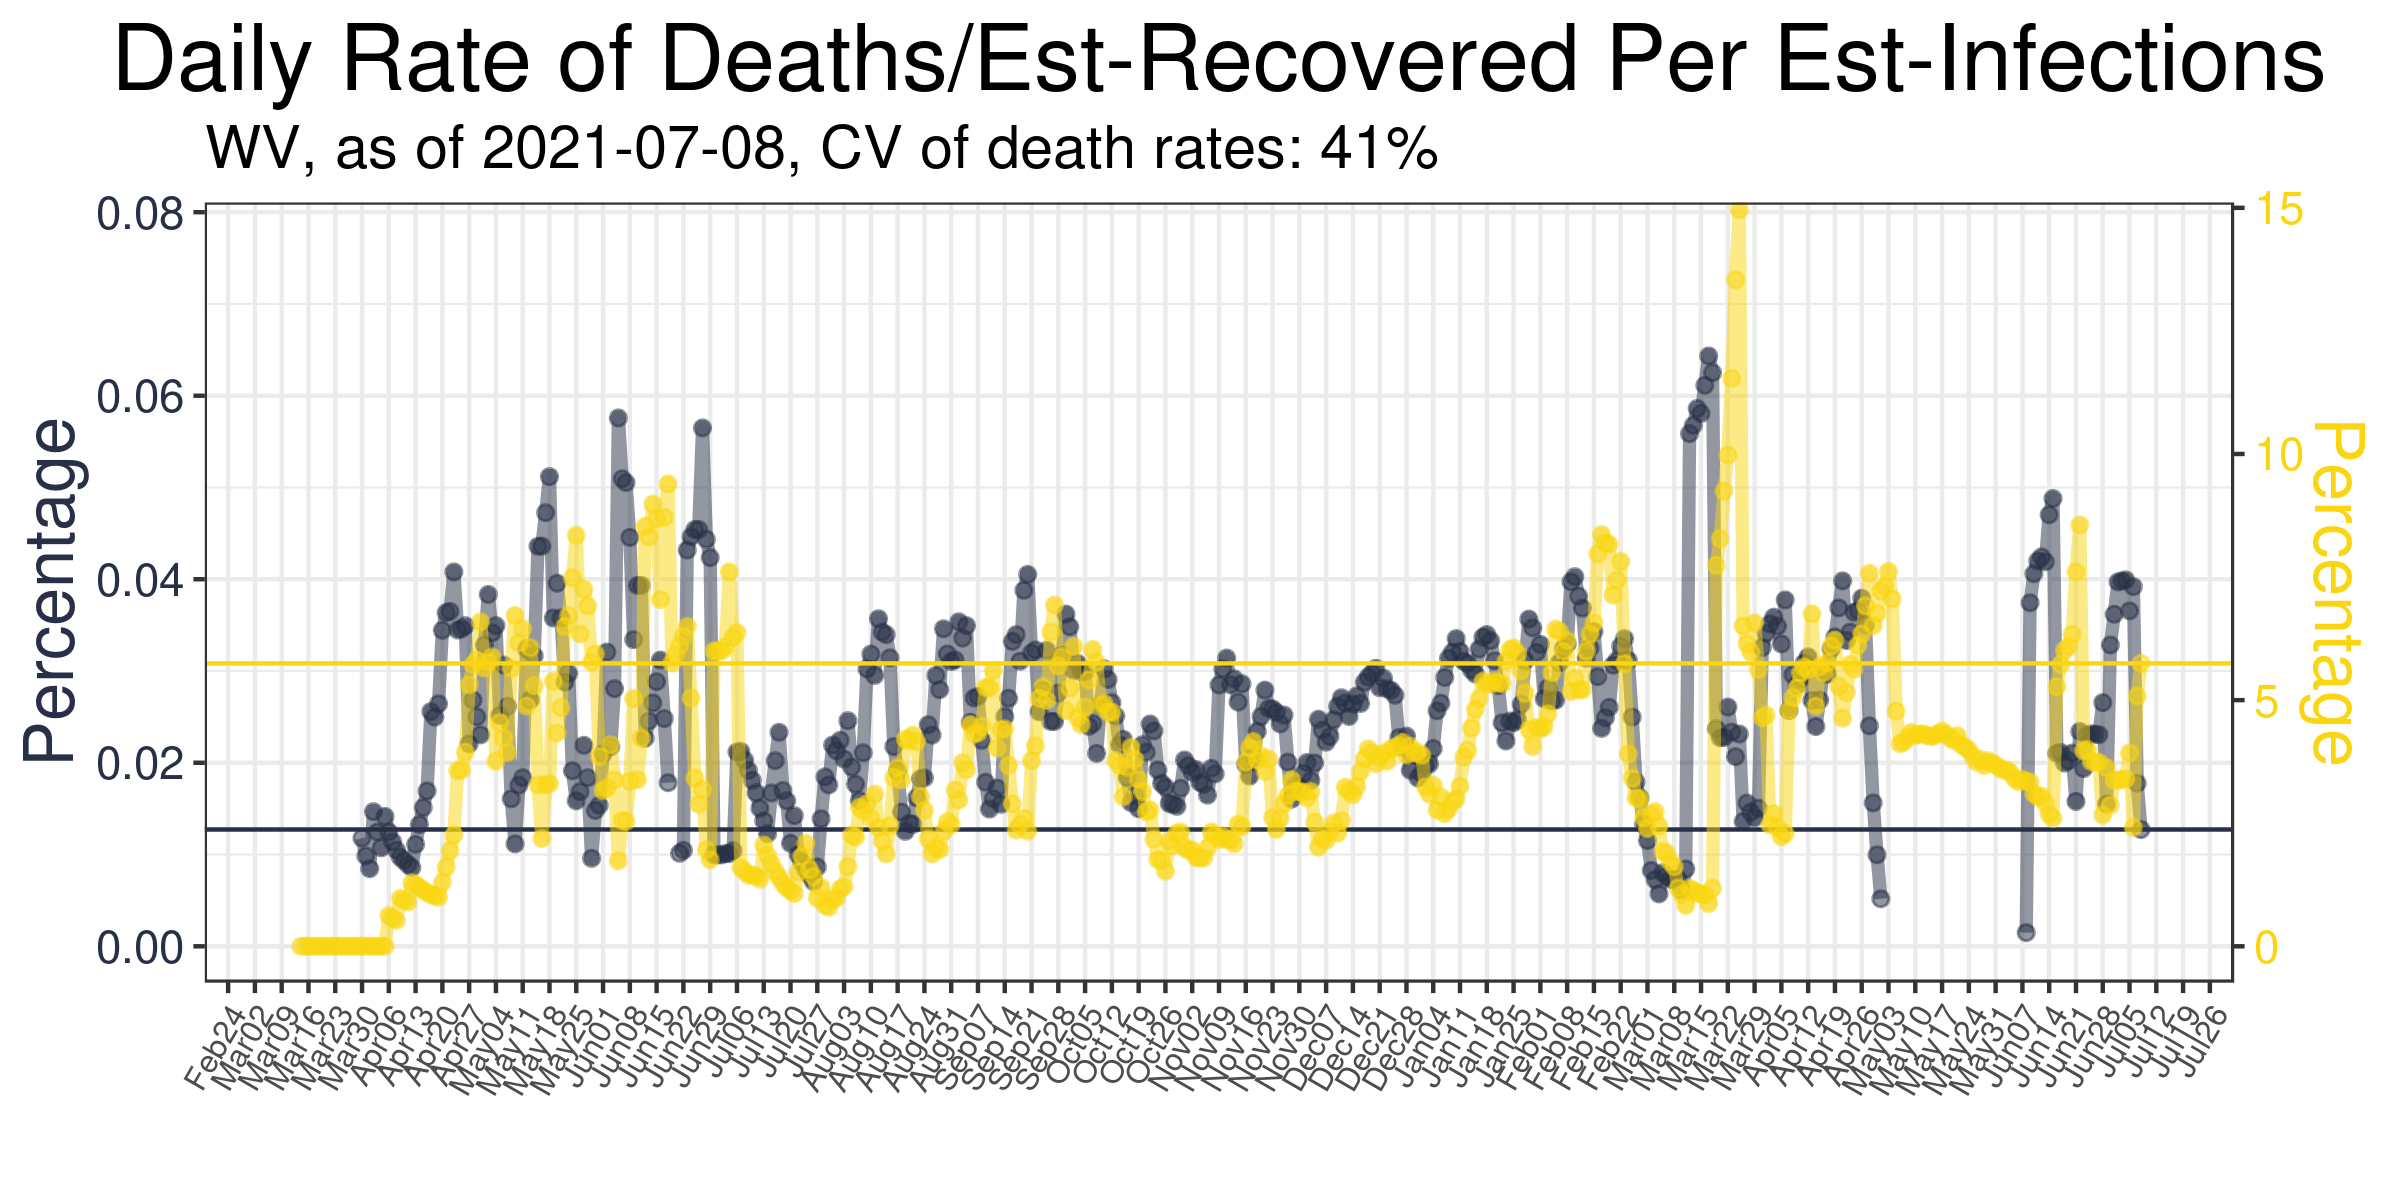 Daily Rate of Deaths/Est-Recovered Per Est-Infections
WV, as of 2021-07-08, CV of death rates: 41%
Percentage
0.08
0.06
0.04
0.02
0.00
15
10
5
0
Percentage
Feb24
Mar02
Mar09
Mar16
Mar23
Mar30
Apr06
Apr13
Apr20
Apr27
May04
May11
May18
May25
Jun01
Jun08
Jun15
Jun22
Jun29
Jul06
Jul13
Jul20
Jul27
Aug03
Aug10
Aug17
Aug24
Aug31
Sep07
Sep14
Sep21
Sep28
Oct05
Oct12
Oct19
Oct26
Nov02
Nov09
Nov16
Nov23
Nov30
Dec07
Dec14
Dec21
Dec28
Jan04
Jan11
Jan18
Jan25
Feb01
Feb08
Feb15
Feb22
Mar01
Mar08
Mar15
Mar22
Mar29
Apr05
Apr12
Apr19
Apr26
May03
May10
May17
May24
May31
Jun07
Jun14
Jun21
Jun28
Jul05
Jul12
Jul19
Jul26